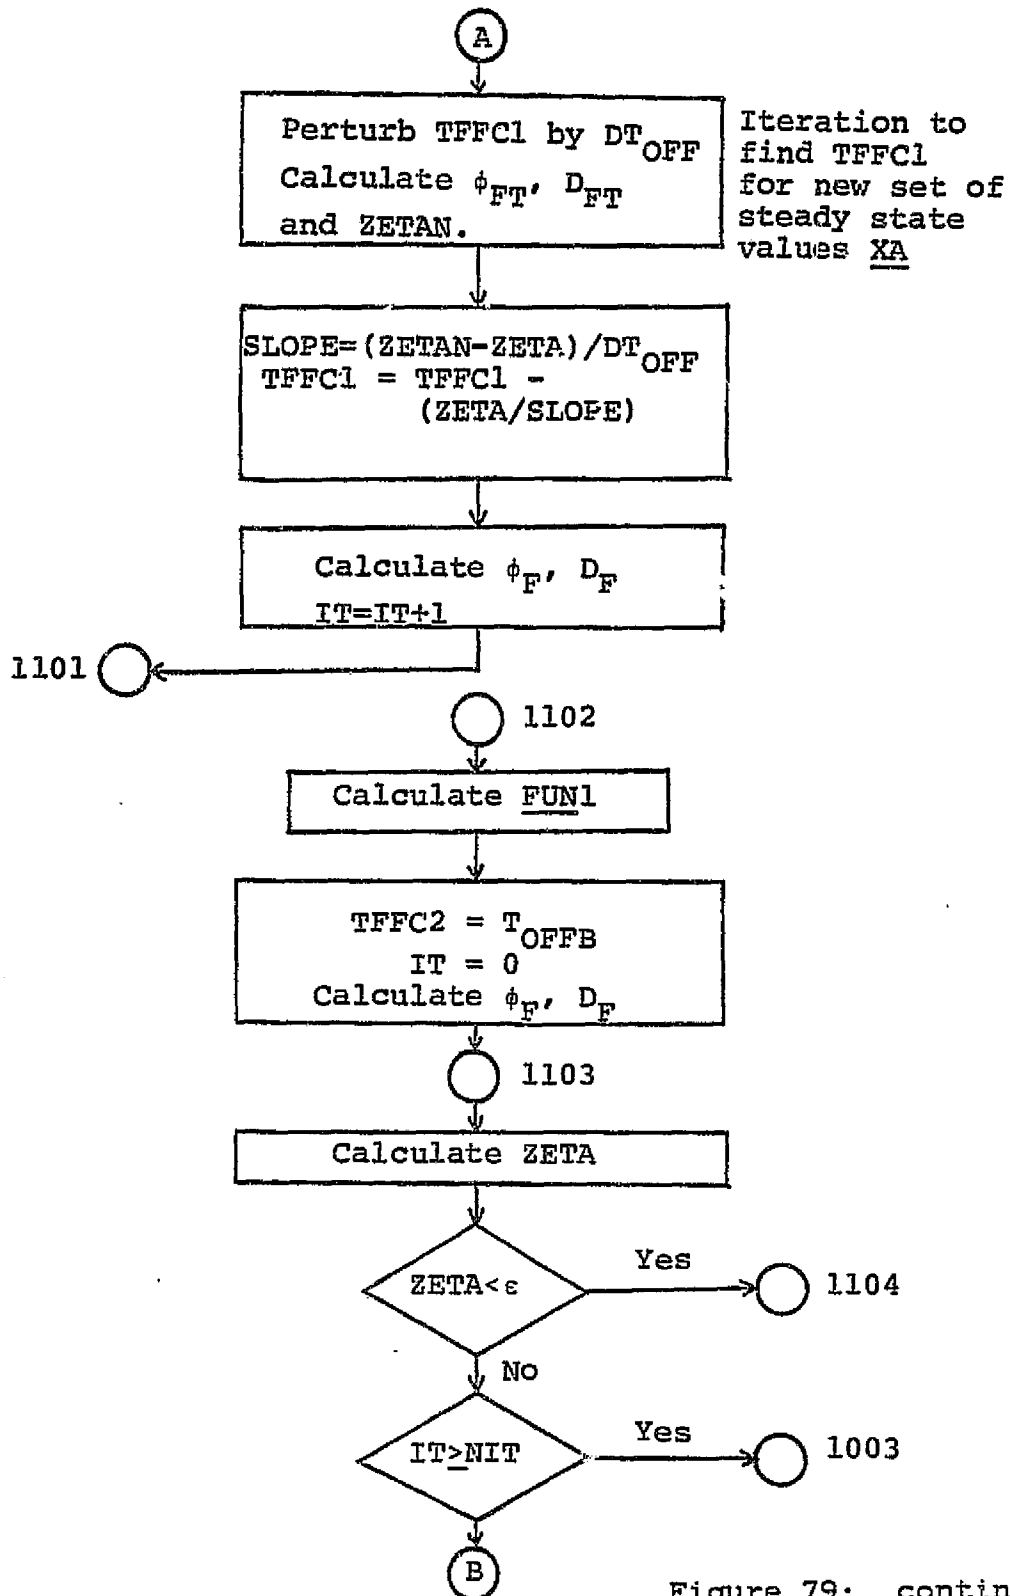 A
Perturb TFFC1 by DT_OFF
Calculate ϕ_FT, D_FT
and ZETAN.
Iteration to
find TFFC1
for new set of
steady state
values XA
SLOPE=(ZETAN-ZETA)/DT_OFF
TFFC1 = TFFC1 -
(ZETA/SLOPE)
Calculate ϕ_F, D_F
IT=IT+1
1101
1102
Calculate FUN1
TFFC2 = T_OFFB
IT = 0
Calculate ϕ_F, D_F
1103
Calculate ZETA
ZETA<ε
Yes
1104
No
IT≥NIT
Yes
1003
B
Figure 79: contin